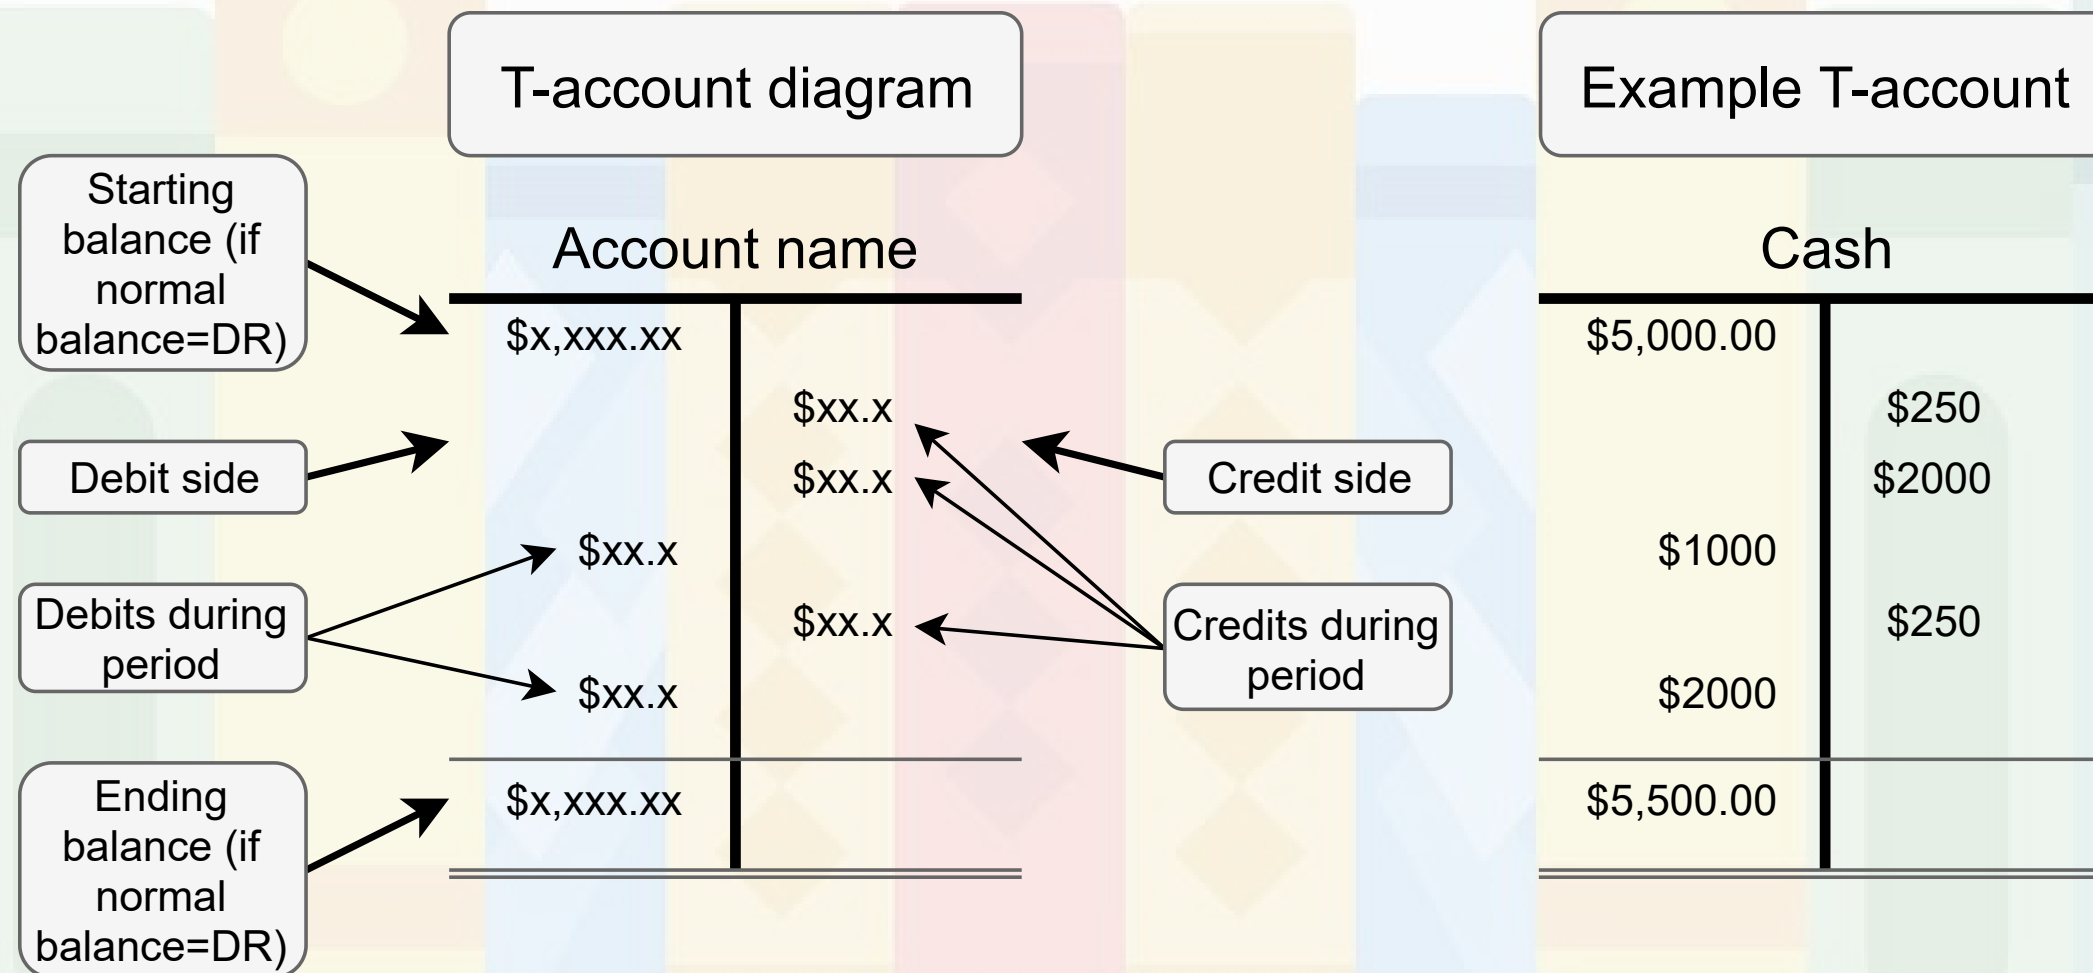 T-account diagram
Starting
balance (if
normal
balance=DR)
Account name
$x,xxx.xx
$xx.x
$xx.x
Debit side
Credit side
$xx.x
Debits during
period
$xx.x
Credits during
period
$xx.x
$x,xxx.xx
Ending
balance (if
normal
balance=DR)
Example T-account
Cash
$5,000.00
$250
$2000
$1000
$250
$2000
$5,500.00